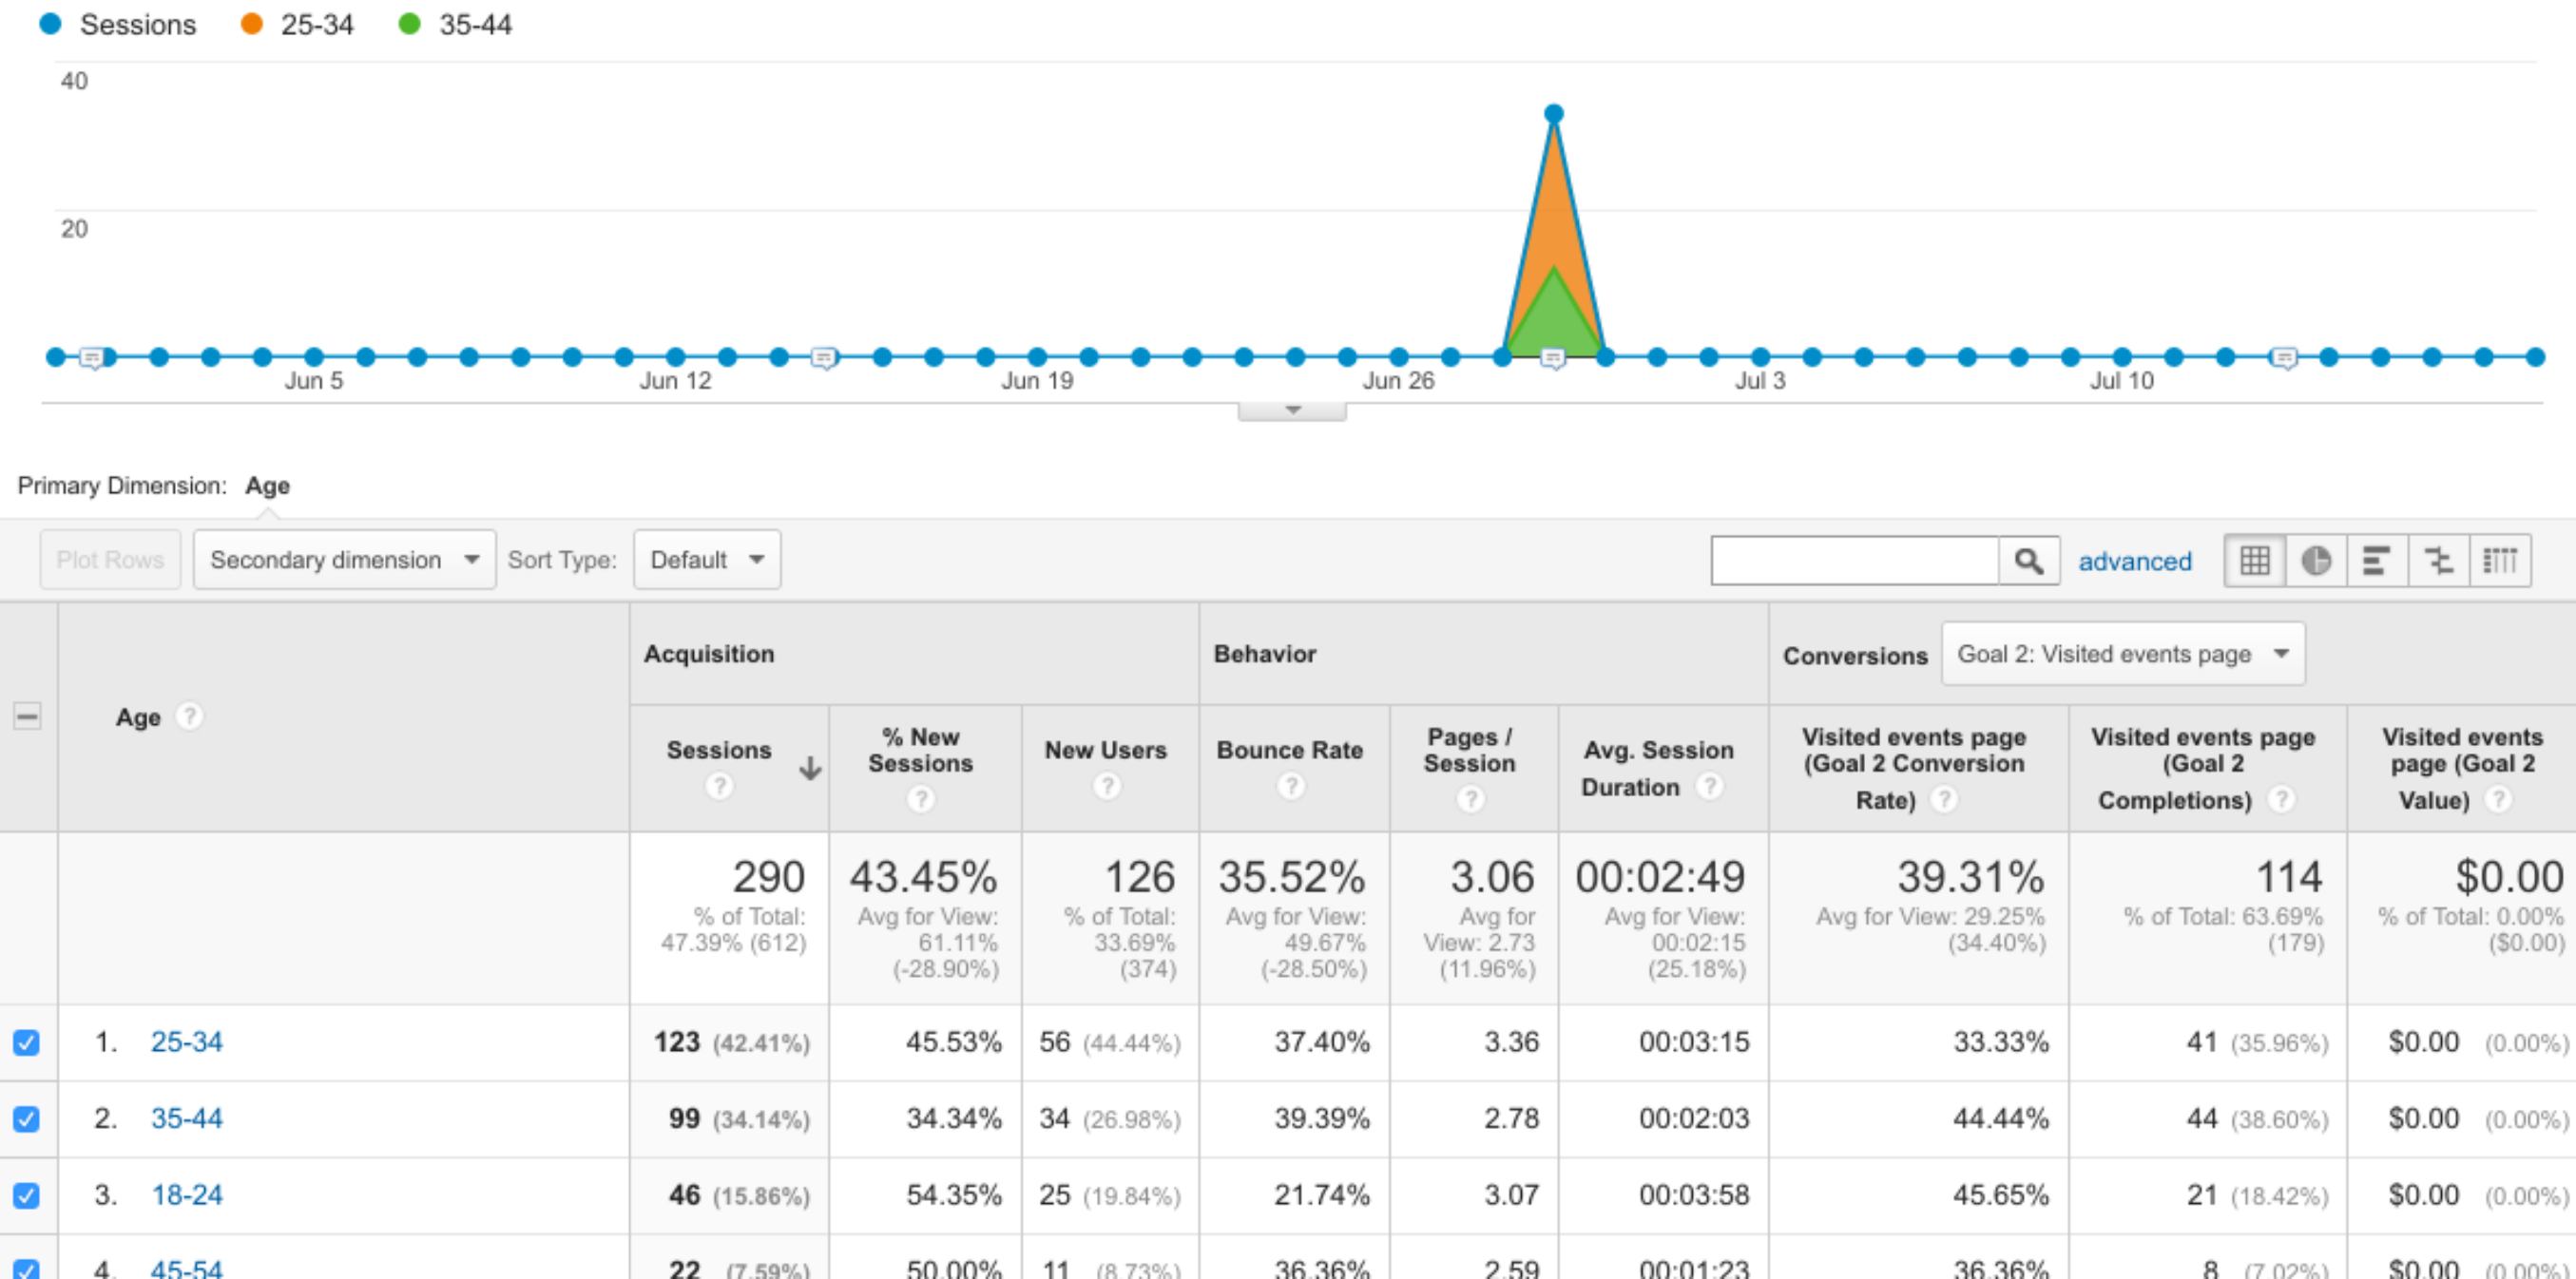 Sessions 25-34 35-44
40
20
Jun 5 Jun 12 Jun 19 Jun 26 Jul 3 Jul 10
Primary Dimension: Age
Plot Rows Secondary dimension Sort Type: Default advanced
Acquisition Behavior Conversions Goal 2: Visited events page
Age ?
Sessions ?
% New
Sessions
?
New Users
?
Bounce Rate
?
Pages /
Session
?
Avg. Session
Duration ?
Visited events page
(Goal 2 Conversion
Rate) ?
Visited events page
(Goal 2
Completions) ?
Visited events
page (Goal 2
Value) ?
290
% of Total:
47.39% (612)
43.45%
Avg for View:
61.11%
(-28.90%)
126
% of Total:
33.69%
(374)
35.52%
Avg for View:
49.67%
(-28.50%)
3.06
Avg for
View: 2.73
(11.96%)
00:02:49
Avg for View:
00:02:15
(25.18%)
39.31%
Avg for View: 29.25%
(34.40%)
114
% of Total: 63.69%
(179)
$0.00
% of Total: 0.00%
($0.00)
1. 25-34 123 (42.41%) 45.53% 56 (44.44%) 37.40% 3.36 00:03:15 33.33% 41 (35.96%) $0.00 (0.00%)
2. 35-44 99 (34.14%) 34.34% 34 (26.98%) 39.39% 2.78 00:02:03 44.44% 44 (38.60%) $0.00 (0.00%)
3. 18-24 46 (15.86%) 54.35% 25 (19.84%) 21.74% 3.07 00:03:58 45.65% 21 (18.42%) $0.00 (0.00%)
4. 45-54 22 (7.59%) 50.00% 11 (8.73%) 36.36% 2.59 00:01:23 36.36% 8 (7.02%) $0.00 (0.00%)